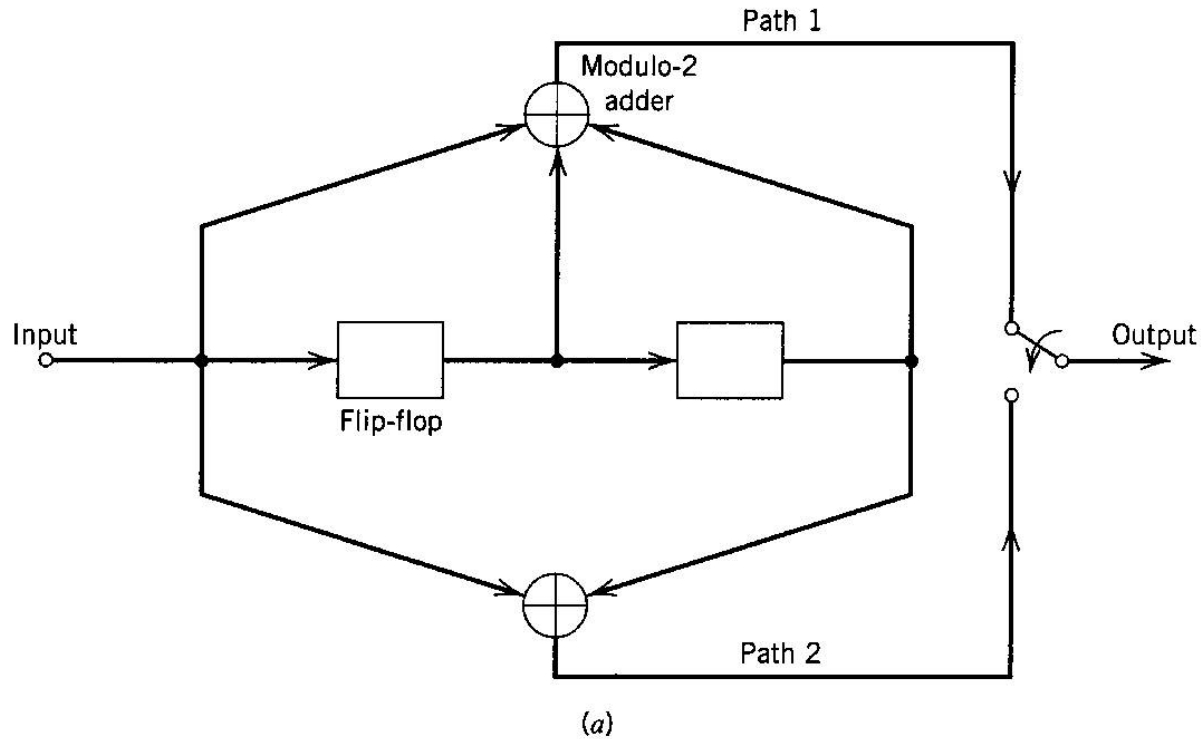 Path 1
Modulo-2
adder
Input
Output
Flip-flop
Path 2
(a)